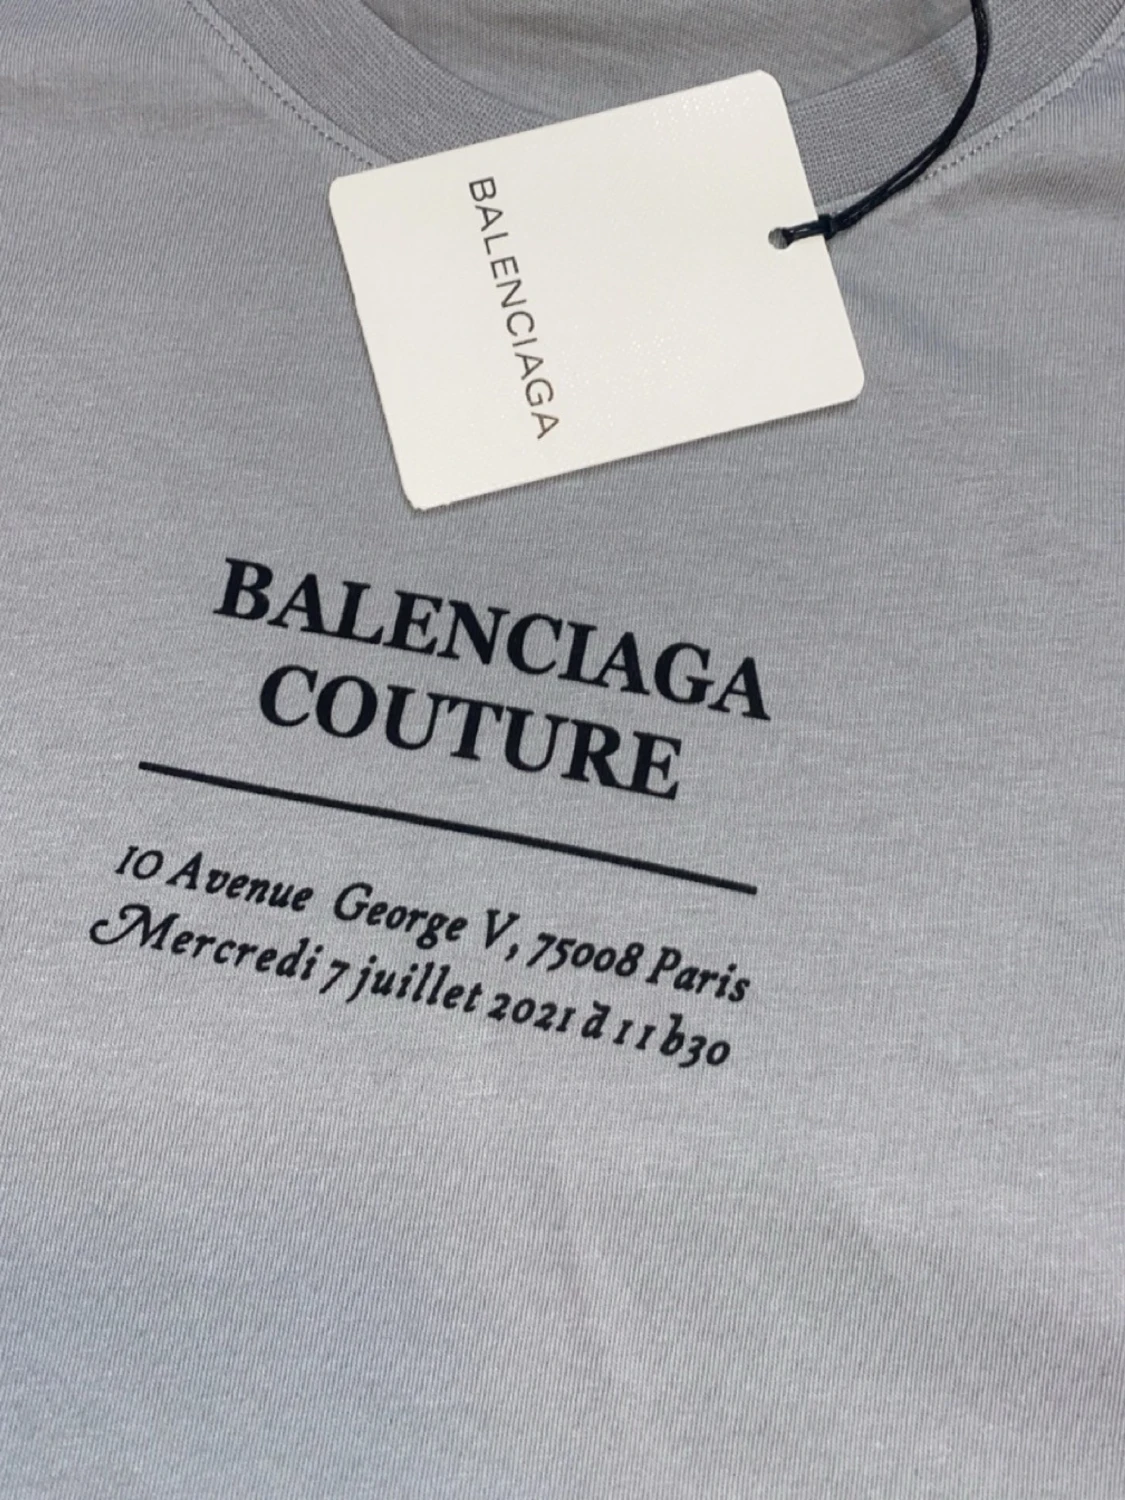 BALENCIAGA
BALENCIAGA
COUTURE
10 Avenue George V, 75008 Paris
Mercredi 7 juillet 2021 à 11h30